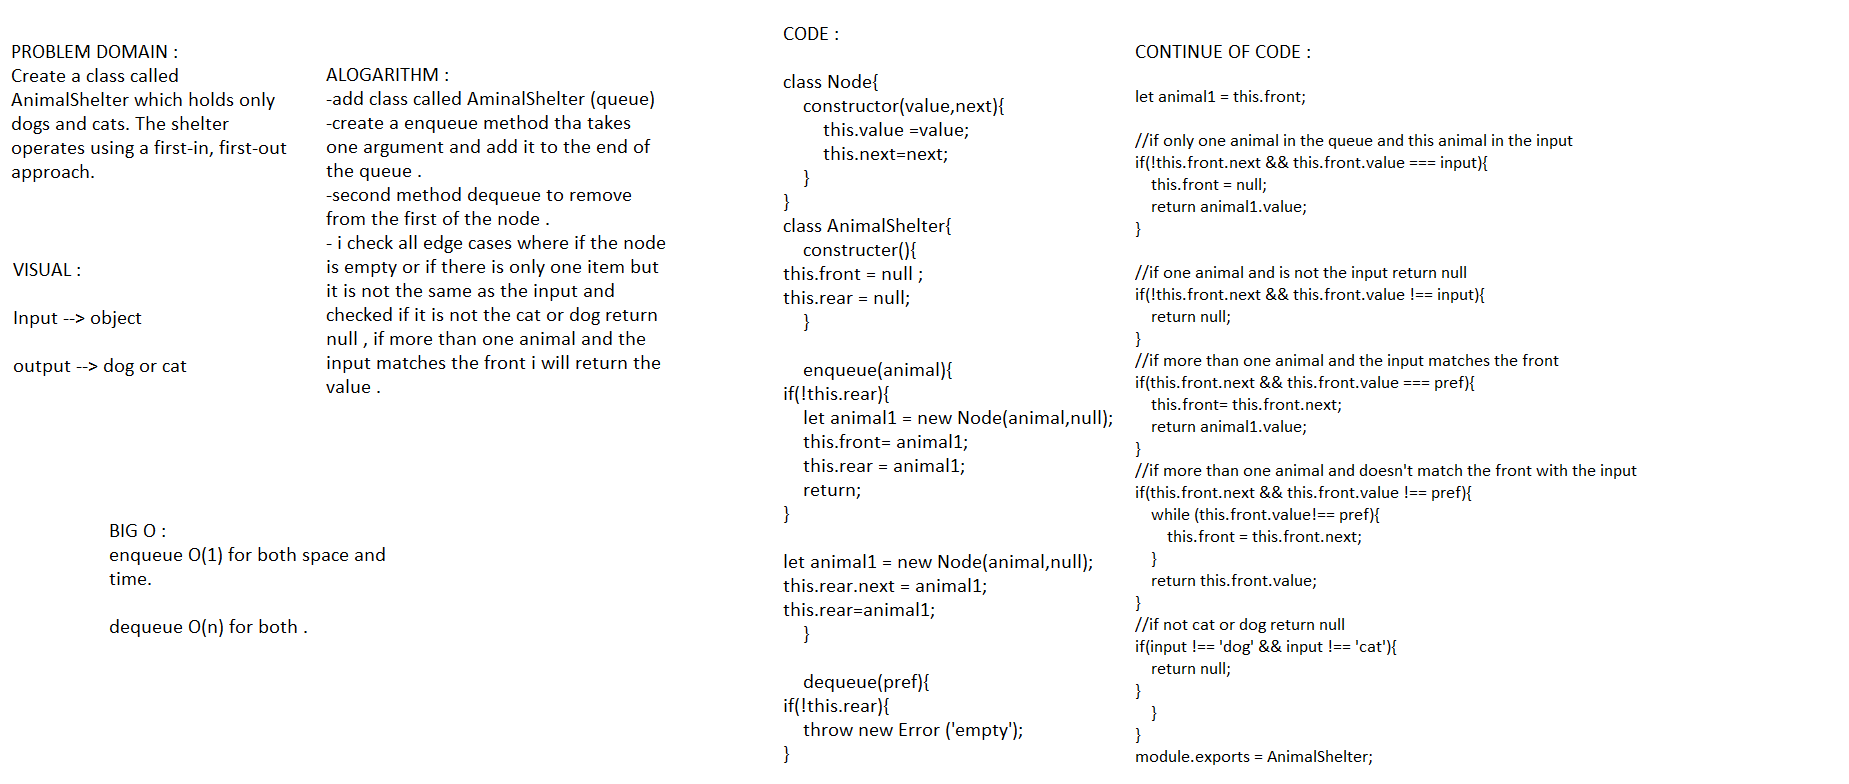 PROBLEM DOMAIN :
Create a class called
AnimalShelter which holds only
dogs and cats. The shelter
operates using a first-in, first-out
approach.
VISUAL :
Input --> object
output --> dog or cat
BIG O :
enqueue O(1) for both space and
time.
dequeue O(n) for both .
ALOGARITHM :
-add class called AminalShelter (queue)
-create a enqueue method tha takes
one argument and add it to the end of
the queue .
-second method dequeue to remove
from the first of the node .
- i check all edge cases where if the node
is empty or if there is only one item but
it is not the same as the input and
checked if it is not the cat or dog return
null , if more than one animal and the
input matches the front i will return the
value .
CODE :
class Node{
constructor(value,next){
this.value =value;
this.next=next;
}
}
class AnimalShelter{
constructer(){
this.front = null ;
this.rear = null;
}
enqueue(animal){
if(!this.rear){
let animal1 = new Node(animal,null);
this.front= animal1;
this.rear = animal1;
return;
}
let animal1 = new Node(animal,null);
this.rear.next = animal1;
this.rear=animal1;
}
dequeue(pref){
if(!this.rear){
throw new Error ('empty');
}
CONTINUE OF CODE :
let animal1 = this.front;
//if only one animal in the queue and this animal in the input
if(!this.front.next && this.front.value === input){
this.front = null;
return animal1.value;
}
//if one animal and is not the input return null
if(!this.front.next && this.front.value !== input){
return null;
}
//if more than one animal and the input matches the front
if(this.front.next && this.front.value === pref){
this.front= this.front.next;
return animal1.value;
}
//if more than one animal and doesn't match the front with the input
if(this.front.next && this.front.value !== pref){
while (this.front.value!== pref){
this.front = this.front.next;
}
return this.front.value;
}
//if not cat or dog return null
if(input !== 'dog' && input !== 'cat'){
return null;
}
}
}
module.exports = AnimalShelter;